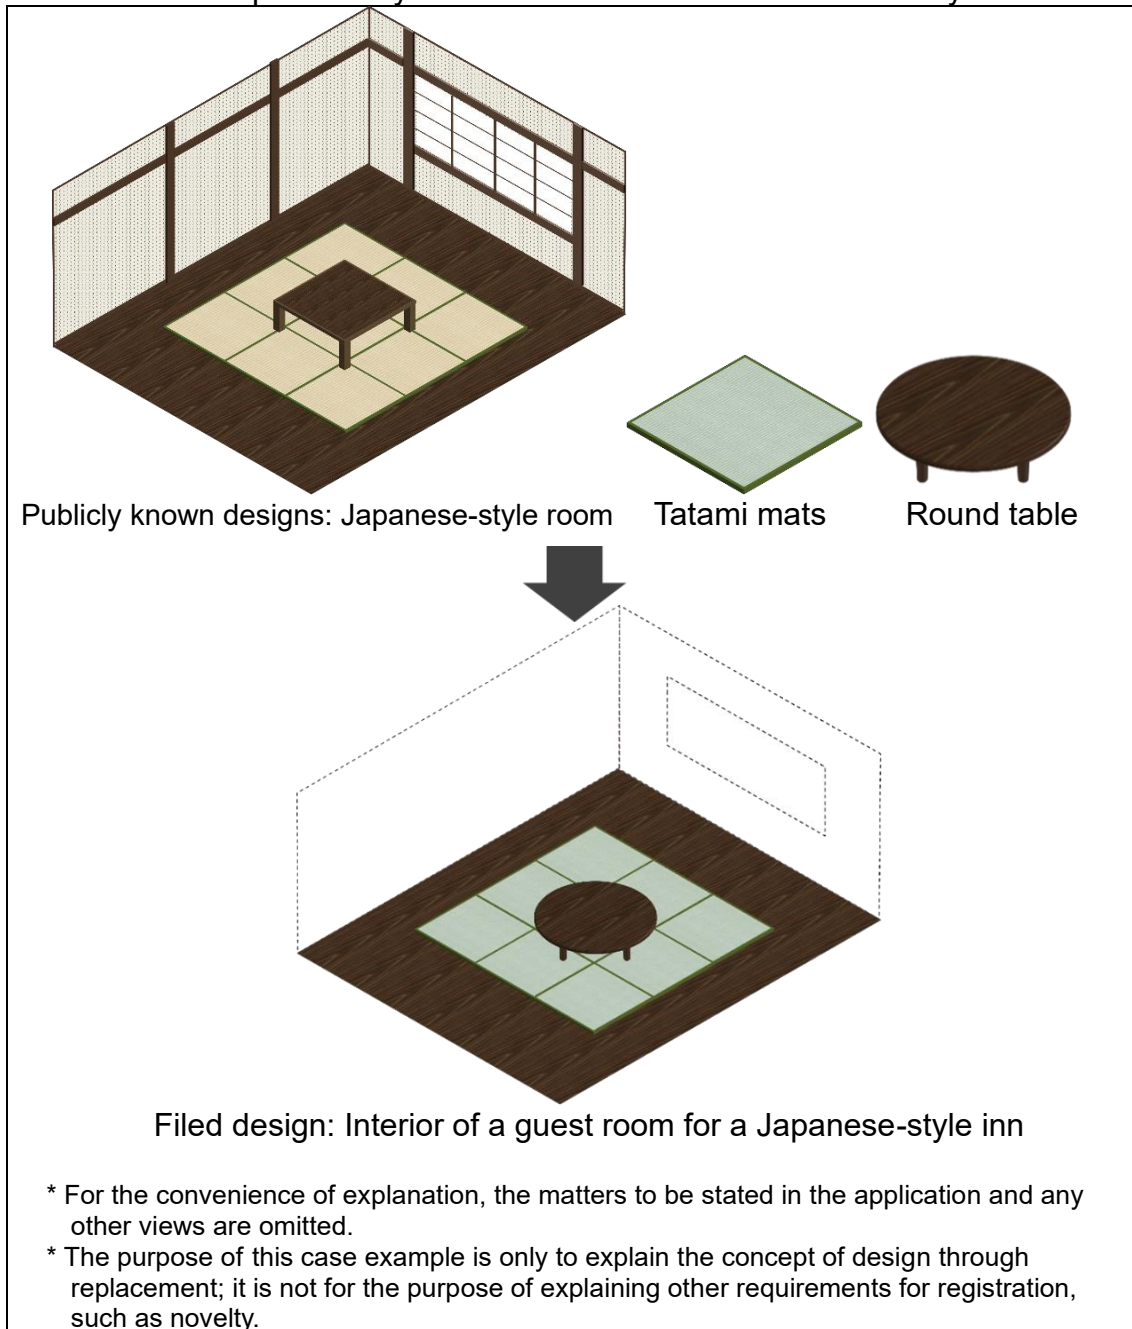 Publicly known designs: Japanese-style room
Tatami mats
Round table
Filed design: Interior of a guest room for a Japanese-style inn
* For the convenience of explanation, the matters to be stated in the application and any
other views are omitted.
* The purpose of this case example is only to explain the concept of design through
replacement; it is not for the purpose of explaining other requirements for registration,
such as novelty.